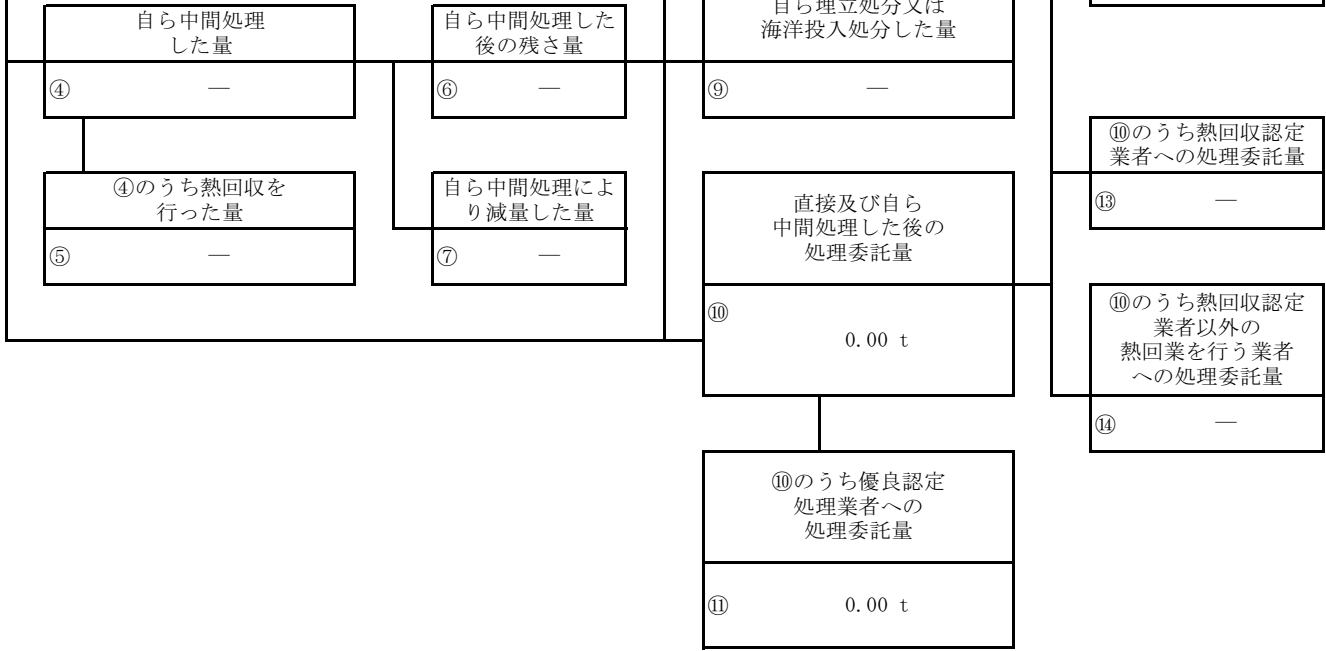 自ら中間処理
した量
④ ―
自ら中間処理した
後の残さ量
⑥ ―
自ら埋立処分又は
海洋投入処分した量
⑨ ―
⑩のうち熱回収認定
業者への処理委託量
⑬ ―
④のうち熱回収を
行った量
⑤ ―
自ら中間処理によ
り減量した量
⑦ ―
直接及び自ら
中間処理した後の
処理委託量
⑩
0.00 t
⑩のうち熱回収認定
業者以外の
熱回業を行う業者
への処理委託量
⑭ ―
⑩のうち優良認定
処理業者への
処理委託量
⑪ 0.00 t